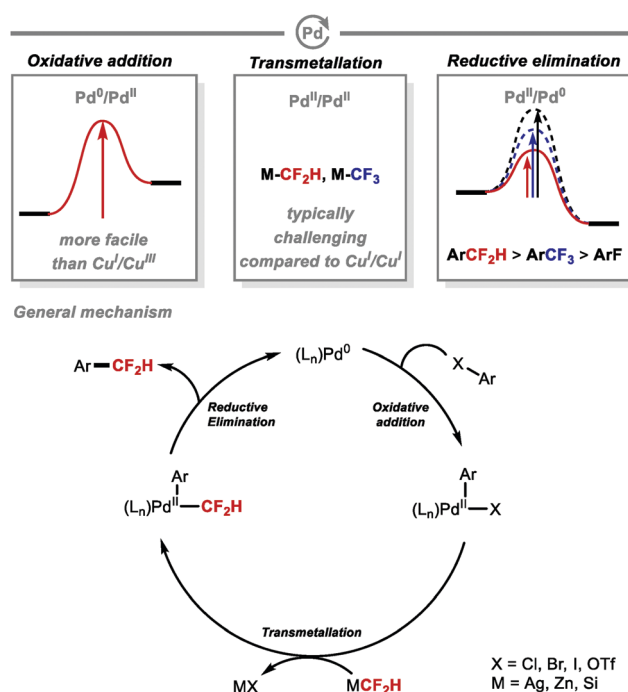 Pd
Oxidative addition
Pd⁰/Pdᴵᴵ
more facile
than Cuᴵ/Cuᴵᴵᴵ
Transmetallation
Pdᴵᴵ/Pdᴵᴵ
M-CF₂H, M-CF₃
typically
challenging
compared to Cuᴵ/Cuᴵ
Reductive elimination
Pdᴵᴵ/Pd⁰
ArCF₂H > ArCF₃ > ArF
General mechanism
Ar–CF₂H
(Lₙ)Pd⁰
X
Ar
Reductive
Elimination
Oxidative
addition
Ar
(Lₙ)Pdᴵᴵ–CF₂H
Ar
(Lₙ)Pdᴵᴵ–X
Transmetallation
MX
MCF₂H
X = Cl, Br, I, OTf
M = Ag, Zn, Si